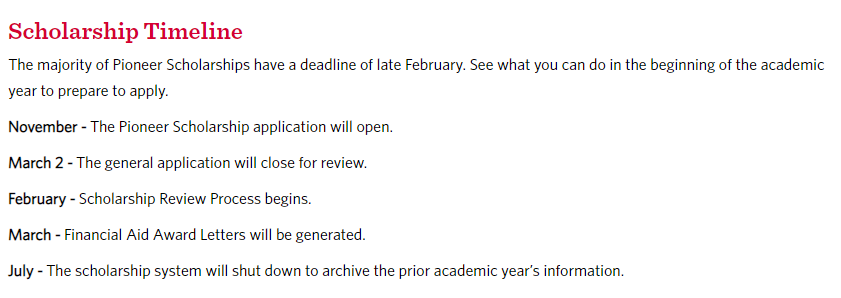 Scholarship Timeline
The majority of Pioneer Scholarships have a deadline of late February. See what you can do in the beginning of the academic
year to prepare to apply.
November - The Pioneer Scholarship application will open.
March 2 - The general application will close for review.
February - Scholarship Review Process begins.
March - Financial Aid Award Letters will be generated.
July - The scholarship system will shut down to archive the prior academic year's information.